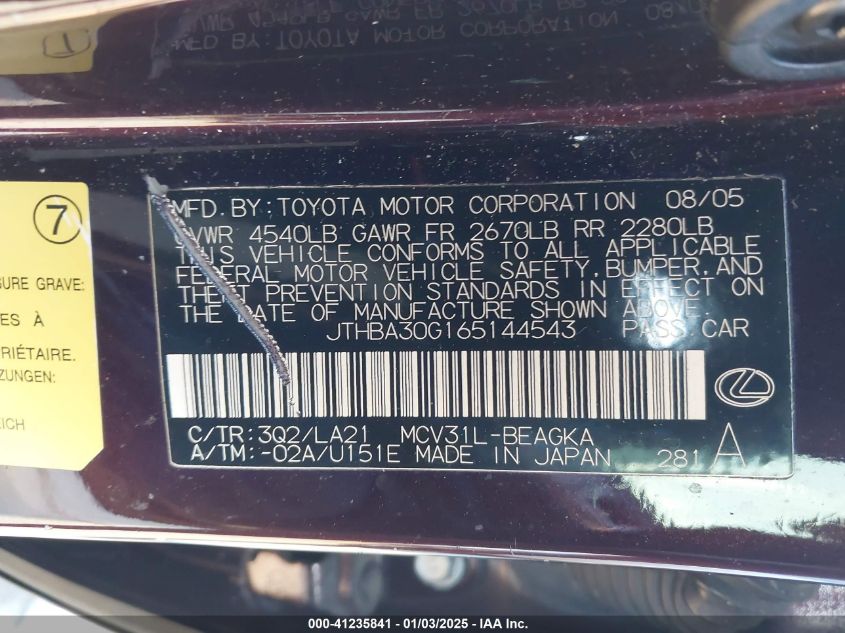 MFD. BY: TOYOTA MOTOR CORPORATION 08/05
GVWR 4540LB GAWR FR 2670LB RR 2280LB
THIS VEHICLE CONFORMS TO ALL APPLICABLE
FEDERAL MOTOR VEHICLE SAFETY, BUMPER, AND
THEFT PREVENTION STANDARDS IN EFFECT ON
THE DATE OF MANUFACTURE SHOWN ABOVE.
JTHBA30G165144543 PASS CAR
C/TR: 3Q2/LA21 MCV31L-BEAGKA
A/TM: -02A/U151E MADE IN JAPAN 281 A
7
SURE GRAVE:
ES À
PRIÉTAIRE.
ZUNGEN:
ICH
000-41235841 - 01/03/2025 - IAA Inc.